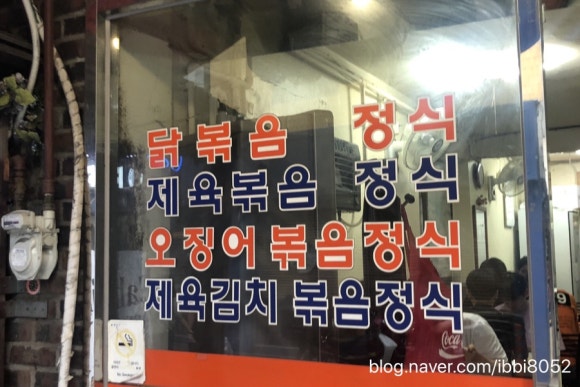 닭볶음 정식
제육볶음 정식
오징어볶음정식
제육김치볶음정식
Coca
blog.naver.com/ibbi8052